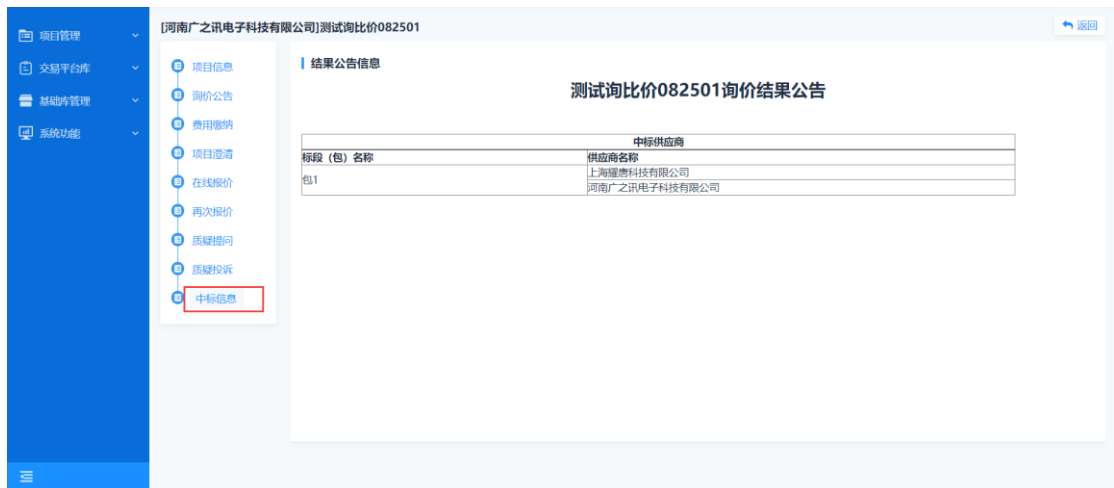 项目管理
交易平台库
基础库管理
系统功能
[河南广之讯电子科技有限公司]测试询比价082501
返回
项目信息
询价公告
费用缴纳
项目澄清
在线报价
再次报价
质疑提问
质疑投诉
中标信息
结果公告信息
测试询比价082501询价结果公告
中标供应商
标段（包）名称 供应商名称
包1
上海耀唐科技有限公司
河南广之讯电子科技有限公司